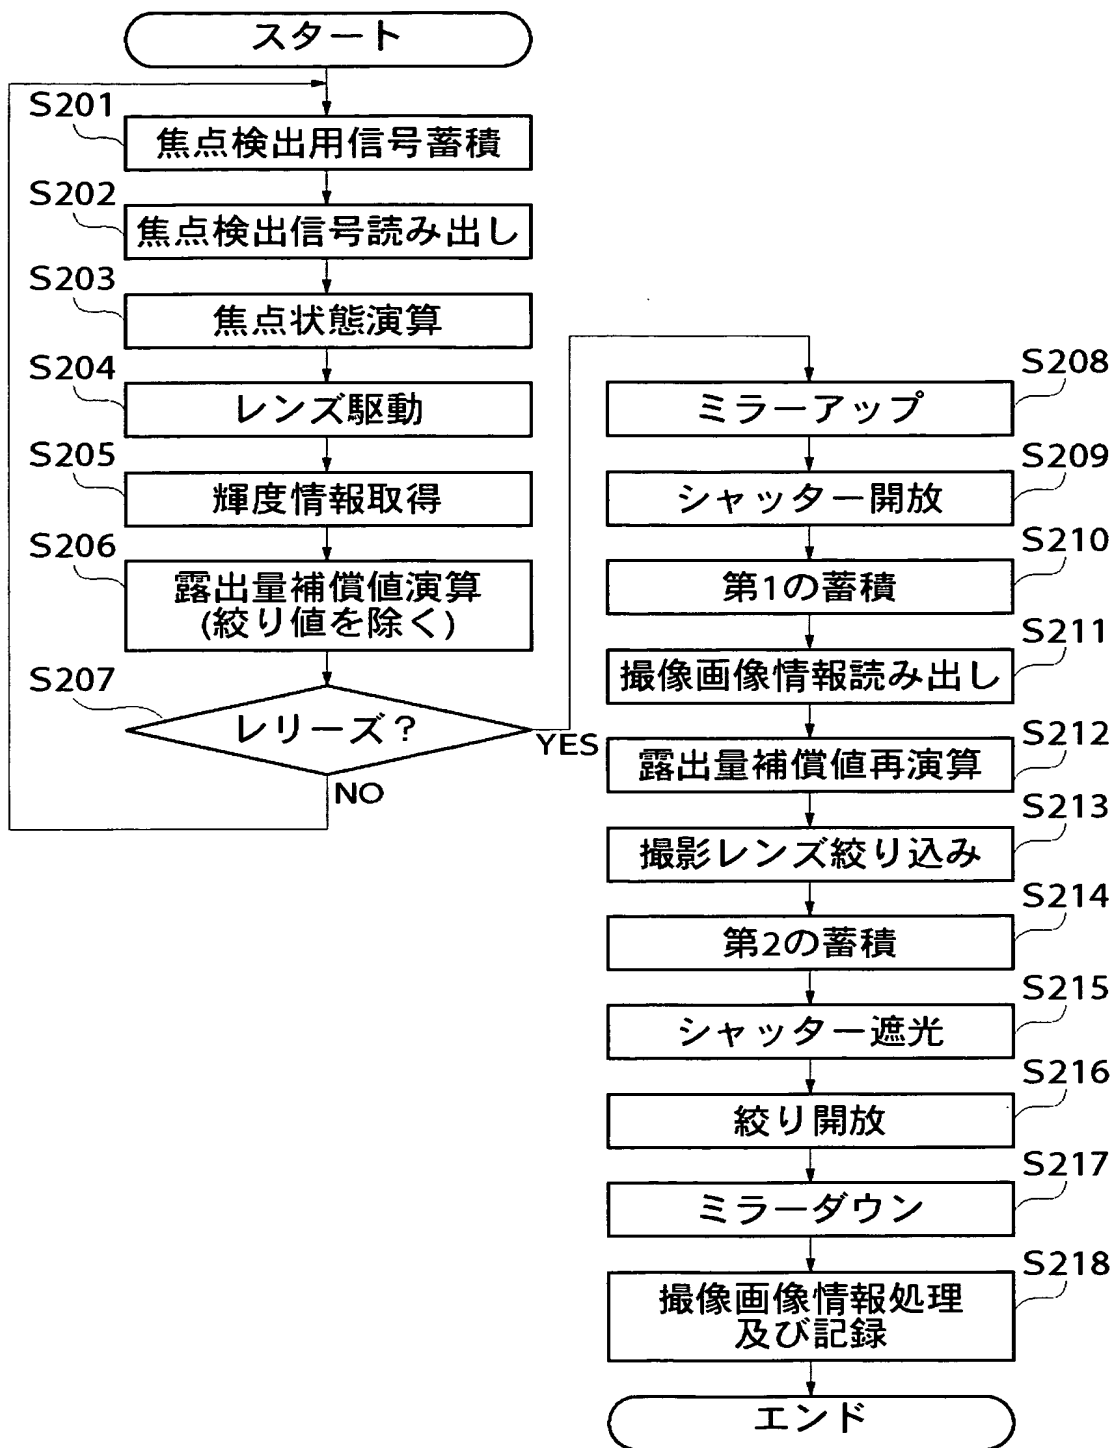 スタート
S201
焦点検出用信号蓄積
S202
焦点検出信号読み出し
S203
焦点状態演算
S204
レンズ駆動
S205
輝度情報取得
S206
露出量補償値演算
(絞り値を除く)
S207
レリーズ?
YES
NO
S208
ミラーアップ
S209
シャッター開放
S210
第1の蓄積
S211
撮像画像情報読み出し
S212
露出量補償値再演算
S213
撮影レンズ絞り込み
S214
第2の蓄積
S215
シャッター遮光
S216
絞り開放
S217
ミラーダウン
S218
撮像画像情報処理
及び記録
エンド